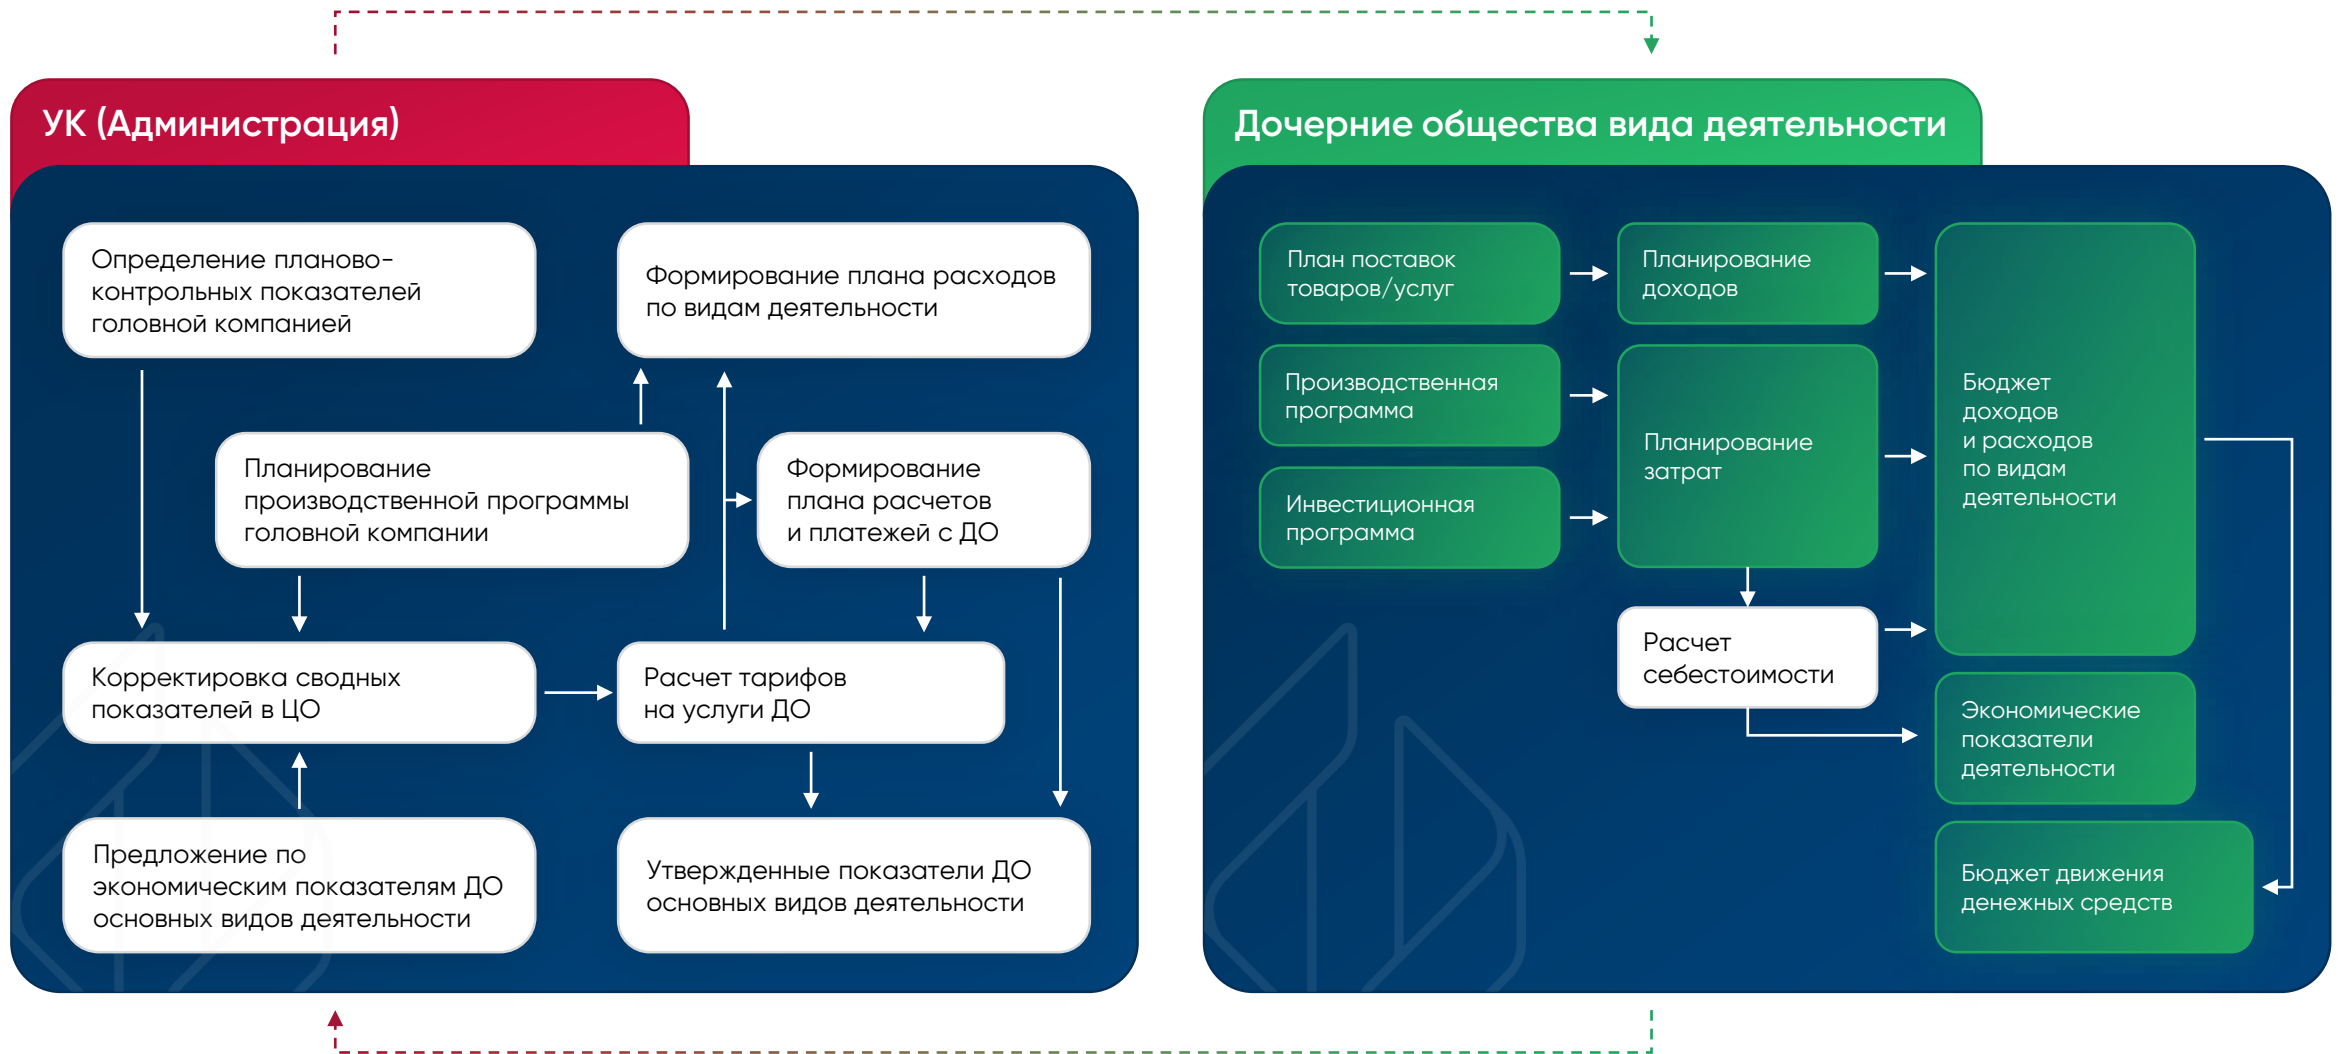 УК (Администрация)
Определение планово-
контрольных показателей
головной компанией
Формирование плана расходов
по видам деятельности
Планирование
производственной программы
головной компании
Формирование
плана расчетов
и платежей с ДО
Корректировка сводных
показателей в ЦО
Расчет тарифов
на услуги ДО
Предложение по
экономическим показателям ДО
основных видов деятельности
Утвержденные показатели ДО
основных видов деятельности
Дочерние общества вида деятельности
План поставок
товаров/услуг
Планирование
доходов
Производственная
программа
Планирование
затрат
Инвестиционная
программа
Бюджет
доходов
и расходов
по видам
деятельности
Расчет
себестоимости
Экономические
показатели
деятельности
Бюджет движения
денежных средств